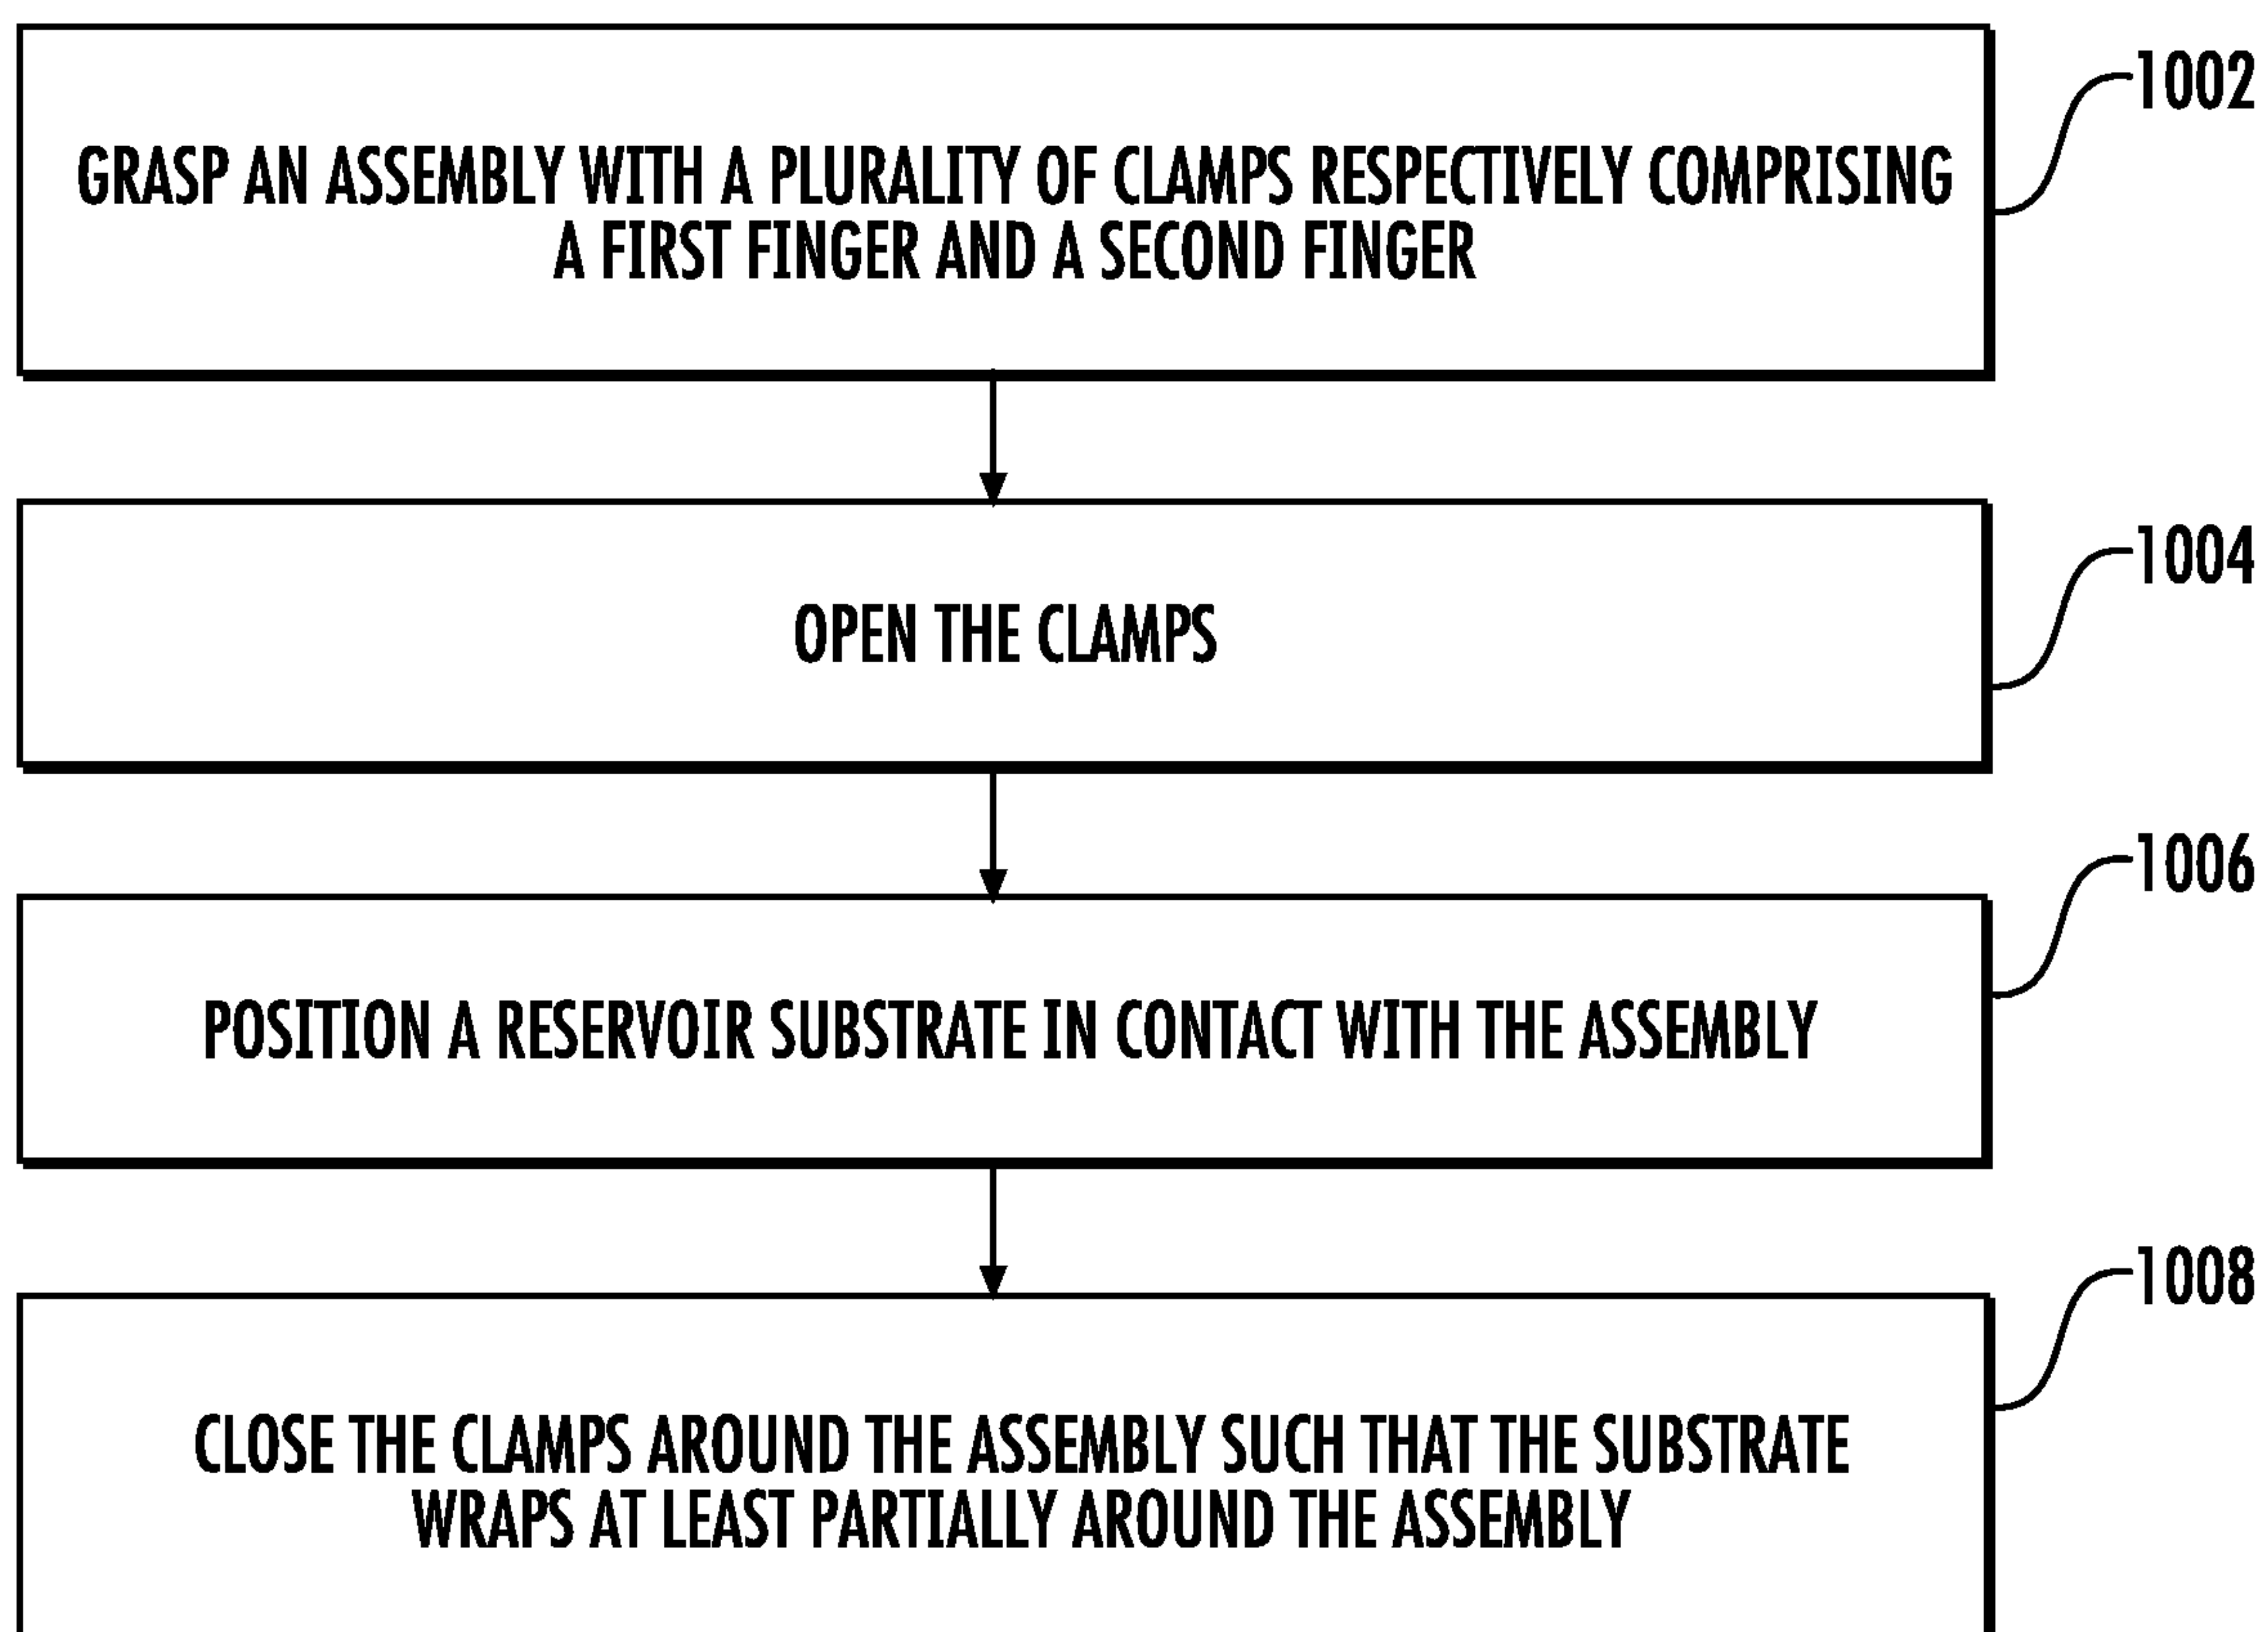 1002
GRASP AN ASSEMBLY WITH A PLURALITY OF CLAMPS RESPECTIVELY COMPRISING
A FIRST FINGER AND A SECOND FINGER
1004
OPEN THE CLAMPS
1006
POSITION A RESERVOIR SUBSTRATE IN CONTACT WITH THE ASSEMBLY
1008
CLOSE THE CLAMPS AROUND THE ASSEMBLY SUCH THAT THE SUBSTRATE
WRAPS AT LEAST PARTIALLY AROUND THE ASSEMBLY